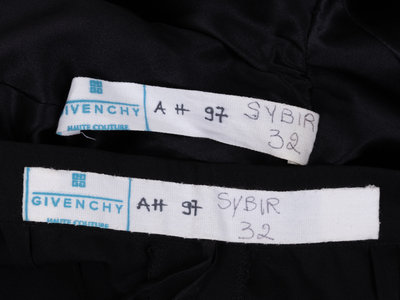 GIVENCHY
HAUTE COUTURE
AH 97 SYBIR
32
GIVENCHY
HAUTE COUTURE
AH 97 SYBIR
32